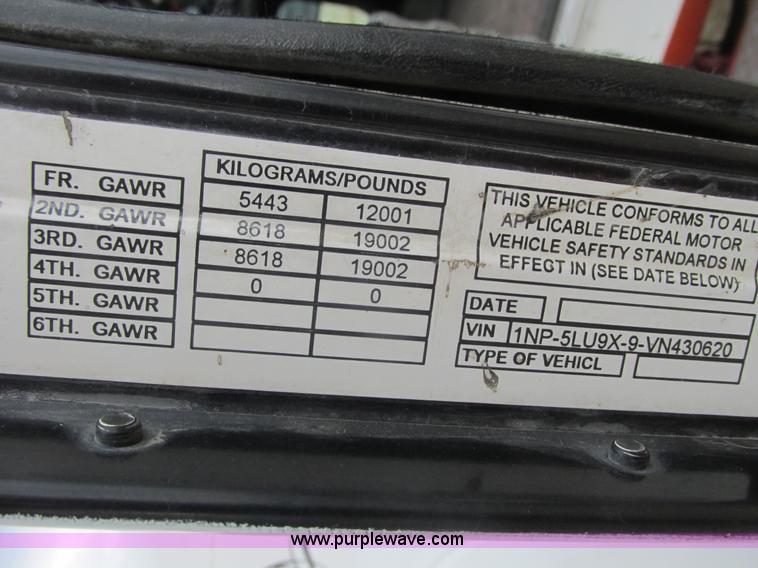 KILOGRAMS/POUNDS
FR. GAWR 5443 12001
2ND. GAWR 8618 19002
3RD. GAWR 8618 19002
4TH. GAWR 0 0
5TH. GAWR
6TH. GAWR
THIS VEHICLE CONFORMS TO ALL
APPLICABLE FEDERAL MOTOR
VEHICLE SAFETY STANDARDS IN
EFFECT IN (SEE DATE BELOW)
DATE
VIN 1NP-5LU9X-9-VN430620
TYPE OF VEHICL
www.purplewave.com